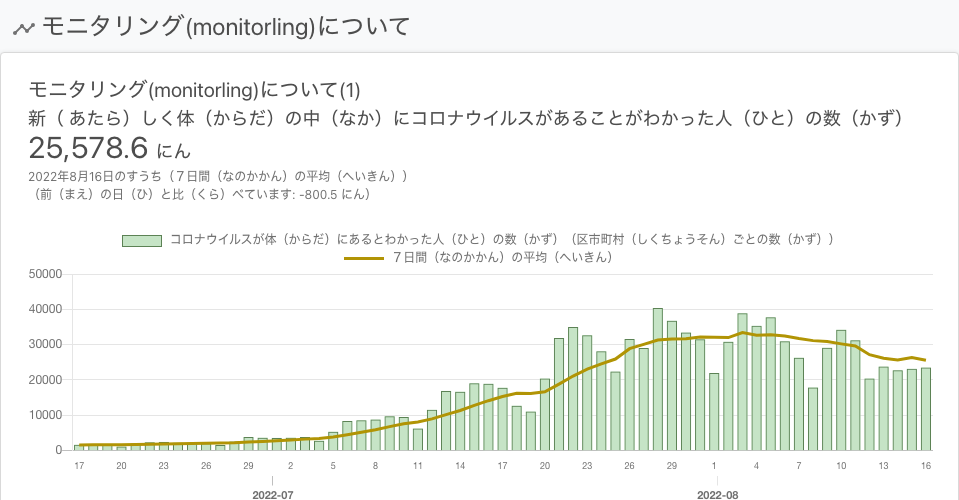 モニタリング(monitorling)について
モニタリング(monitorling)について(1)
新（ あたら）しく体（からだ）の中（なか）にコロナウイルスがあることがわかった人（ひと）の数（かず）
25,578.6 にん
2022年8月16日のすうち（７日間（なのかかん）の平均（へいきん））
（前（まえ）の日（ひ）と比（くら）べています: -800.5 にん）
コロナウイルスが体（からだ）にあるとわかった人（ひと）の数（かず）（区市町村（しくちょうそん）ごとの数（かず））
７日間（なのかかん）の平均（へいきん）
50000
40000
30000
20000
10000
0
17 20 23 26 29 2 5 8 11 14 17 20 23 26 29 1 4 7 10 13 16
2022-07 2022-08